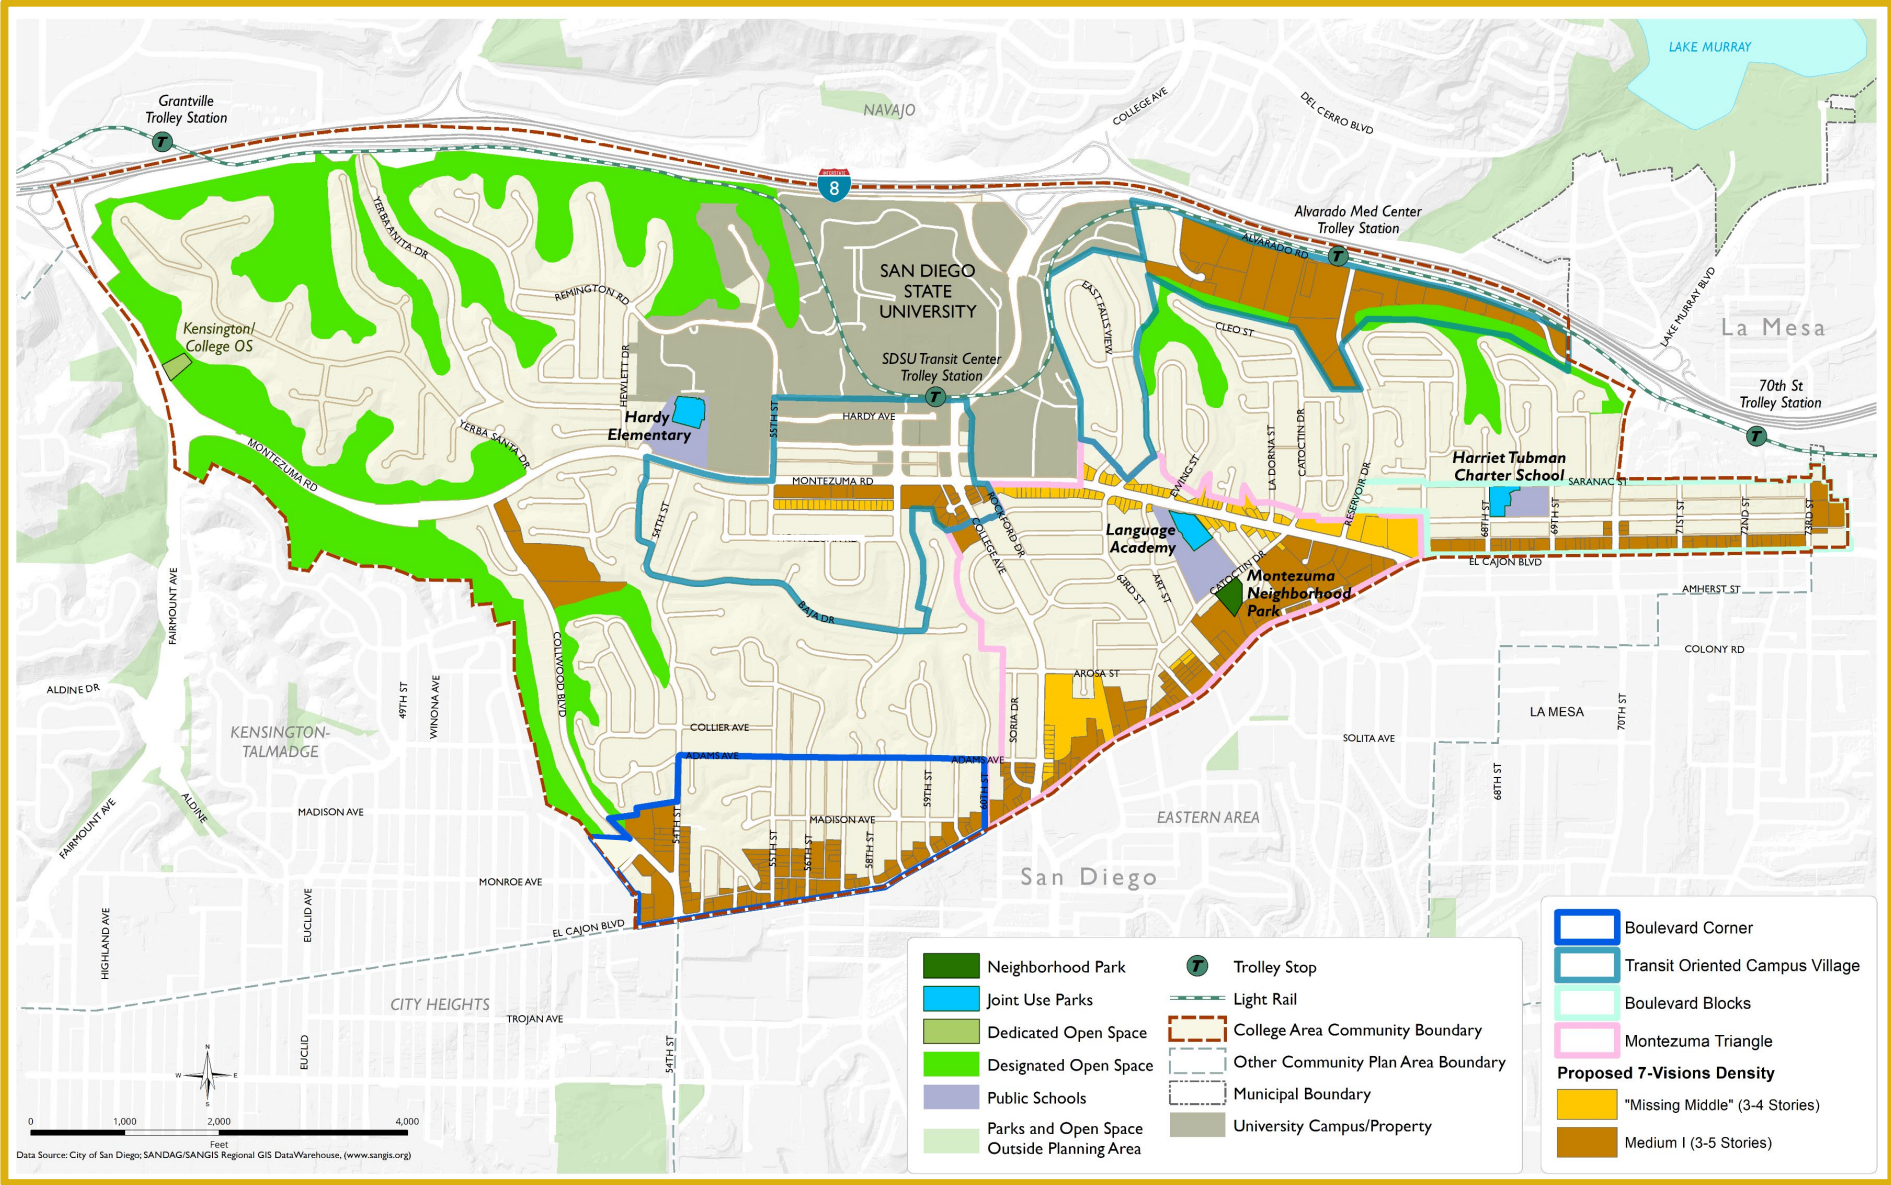 LAKE MURRAY
Grantville
Trolley Station
NAVAJO
COLLEGE AVE
DEL CERRO BLVD
INTERSTATE
8
Alvarado Med Center
Trolley Station
ALVARADO RD
YERBA ANITA DR
REMINGTON RD
SAN DIEGO
STATE
UNIVERSITY
EAST FALLS VIEW
CLEO ST
LAKE MURRAY BLVD
La Mesa
Kensington/
College OS
HEWLETT DR
SDSU Transit Center
Trolley Station
70th St
Trolley Station
Hardy
Elementary
55TH ST
HARDY AVE
YERBA SANTA DR
MONTEZUMA RD
MONTEZUMA RD
EWING ST
LA DORNA ST
CATOCTIN DR
RESERVOIR DR
Harriet Tubman
Charter School
SARANAC ST
68TH ST
69TH ST
71ST ST
72ND ST
73RD ST
54TH ST
ROCKFORD DR
COLLEGE AVE
Language
Academy
CATOCTIN DR
EL CAJON BLVD
Montezuma
Neighborhood
Park
63RD ST
ART ST
AMHERST ST
FAIRMOUNT AVE
BAJA DR
COLLWOOD BLVD
COLONY RD
ALDINE DR
49TH ST
WINONA AVE
AROSA ST
SORIA DR
LA MESA
70TH ST
KENSINGTON-
TALMADGE
COLLIER AVE
ADAMS AVE
ADAMS AVE
SOLITA AVE
68TH ST
59TH ST
60TH ST
ALDINE
FAIRMOUNT AVE
MADISON AVE
54TH ST
MADISON AVE
55TH ST
56TH ST
58TH ST
EASTERN AREA
San Diego
MONROE AVE
HIGHLAND AVE
EUCLID AVE
EL CAJON BLVD
CITY HEIGHTS
TROJAN AVE
EUCLID
54TH ST
N
W
E
S
0
1,000
2,000
4,000
Feet
Data Source: City of San Diego; SANDAG/SANGIS Regional GIS DataWarehouse, (www.sangis.org)
Neighborhood Park
Joint Use Parks
Dedicated Open Space
Designated Open Space
Public Schools
Parks and Open Space
Outside Planning Area
T
Trolley Stop
Light Rail
College Area Community Boundary
Other Community Plan Area Boundary
Municipal Boundary
University Campus/Property
Boulevard Corner
Transit Oriented Campus Village
Boulevard Blocks
Montezuma Triangle
Proposed 7-Visions Density
"Missing Middle" (3-4 Stories)
Medium I (3-5 Stories)